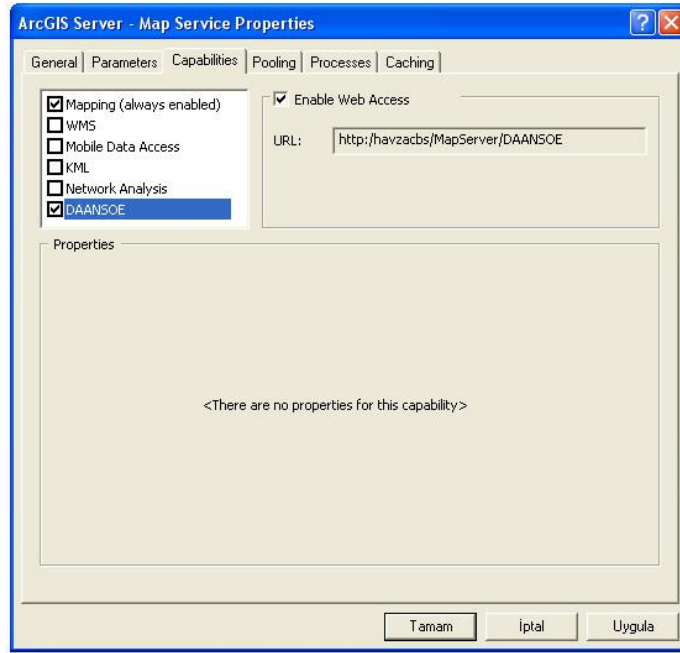 ArcGIS Server - Map Service Properties
General Parameters Capabilities Pooling Processes Caching
Mapping (always enabled)
WMS
Mobile Data Access
KML
Network Analysis
DAANSOE
Enable Web Access
URL: http:/havzacbs/MapServer/DAANSOE
Properties
<There are no properties for this capability>
Tamam İptal Uygula